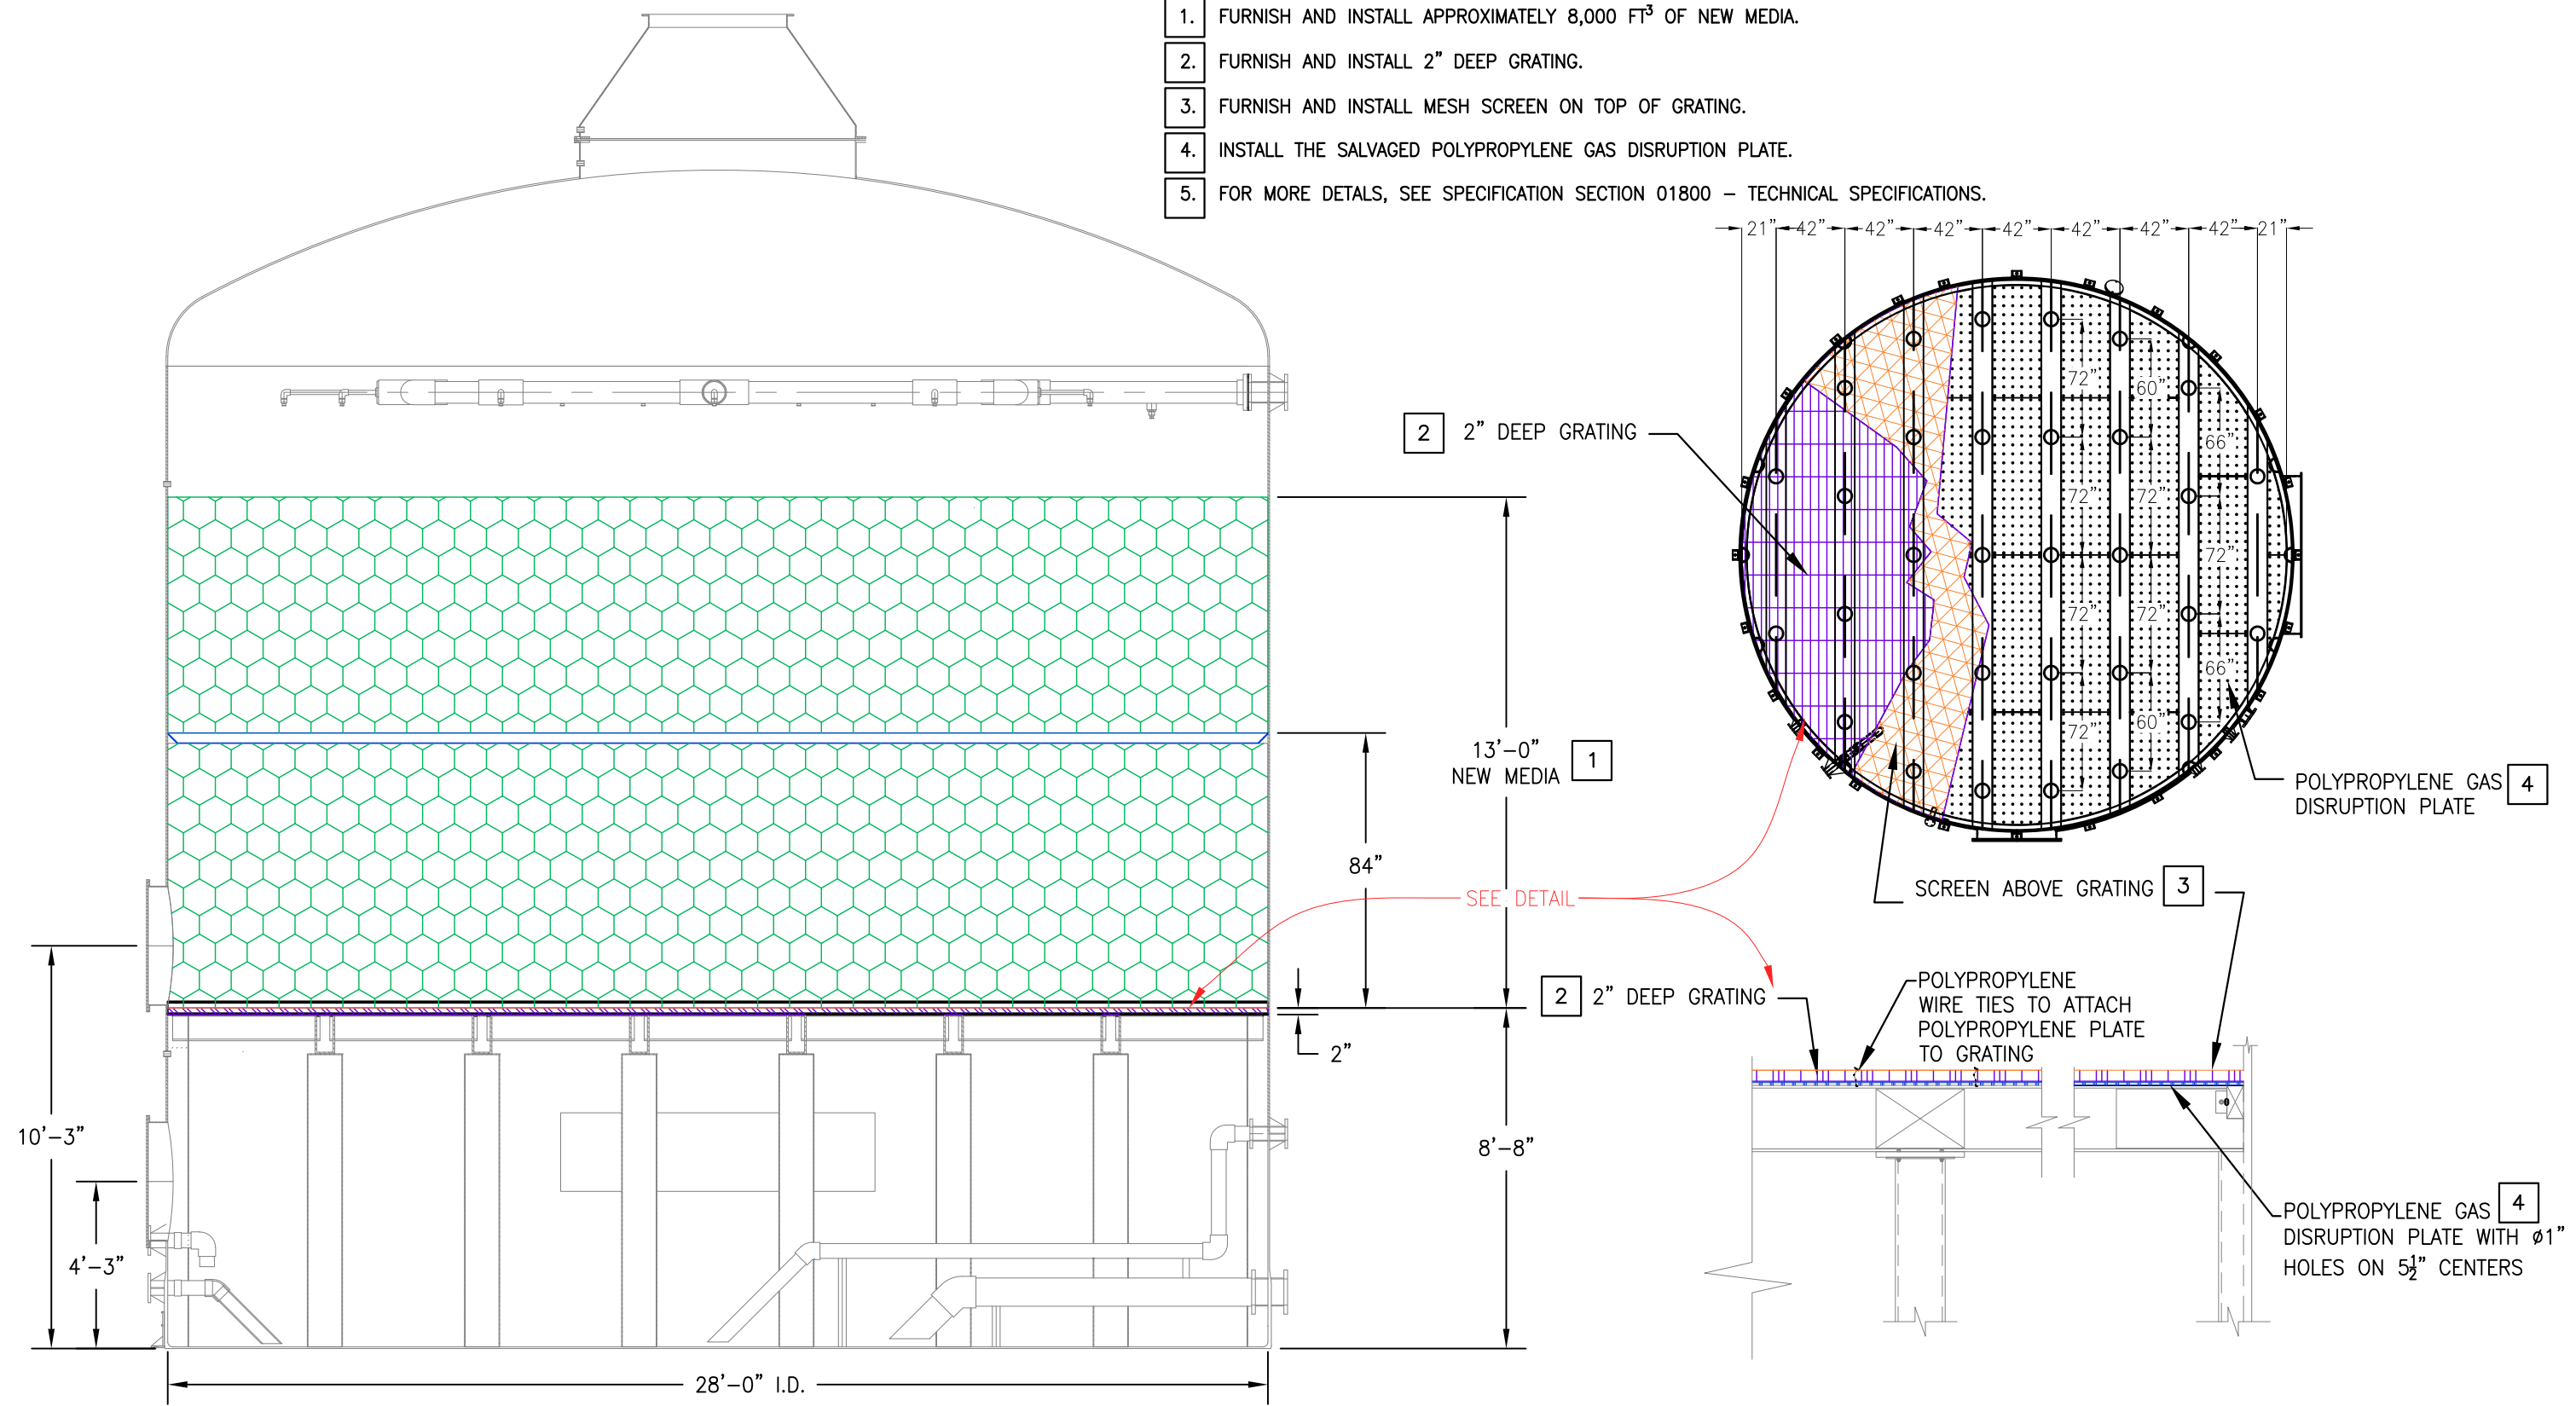 1. FURNISH AND INSTALL APPROXIMATELY 8,000 FT³ OF NEW MEDIA.
2. FURNISH AND INSTALL 2” DEEP GRATING.
3. FURNISH AND INSTALL MESH SCREEN ON TOP OF GRATING.
4. INSTALL THE SALVAGED POLYPROPYLENE GAS DISRUPTION PLATE.
5. FOR MORE DETALS, SEE SPECIFICATION SECTION 01800 – TECHNICAL SPECIFICATIONS.
21” 42” 42” 42” 42” 42” 42” 42” 21”
72”
60”
66”
72”
72”
72”
72”
72”
66”
72”
60”
2 2” DEEP GRATING
13’-0”
NEW MEDIA 1
84”
POLYPROPYLENE GAS 4
DISRUPTION PLATE
SEE DETAIL
SCREEN ABOVE GRATING 3
2 2” DEEP GRATING
POLYPROPYLENE
WIRE TIES TO ATTACH
POLYPROPYLENE PLATE
TO GRATING
2”
10’-3”
8’-8”
4’-3”
POLYPROPYLENE GAS 4
DISRUPTION PLATE WITH ø1”
HOLES ON 5½” CENTERS
28’-0” I.D.